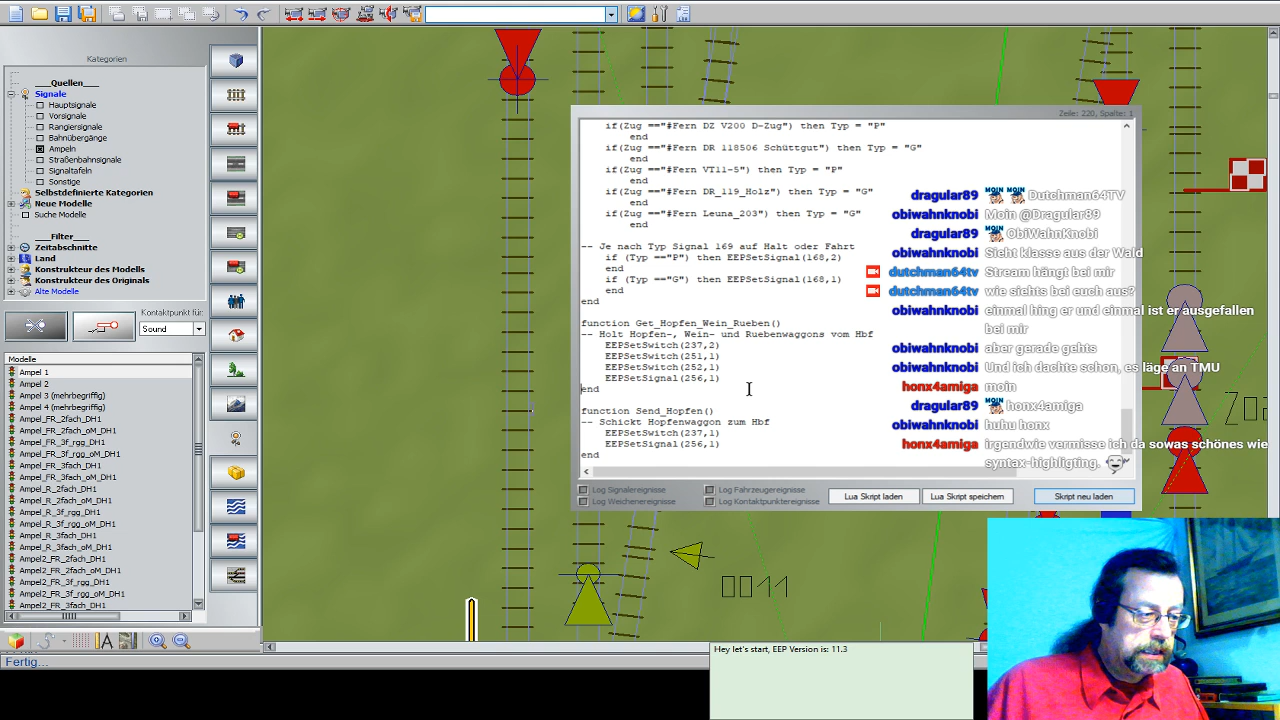 Kategorien
___Quellen___
Signale
Hauptsignale
Vorsignale
Rangiersignale
Bahnübergänge
Ampeln
Straßenbahnsignale
Signaltafeln
Sonstige
Selbstdefinierte Kategorien
Neue Modelle
Suche Modelle
___Filter___
Zeitabschnitte
Land
Konstrukteur des Modells
Konstrukteur des Originals
Alte Modelle
Kontaktpunkt für:
Sound
Modelle
Ampel 1
Ampel 2
Ampel 3 (mehrbegriffig)
Ampel 4 (mehrbegriffig)
Ampel_FR_2fach_DH1
Ampel_FR_2fach_oM_DH1
Ampel_FR_3f_rgg_DH1
Ampel_FR_3f_rgg_oM_DH1
Ampel_FR_3fach_DH1
Ampel_FR_3fach_oM_DH1
Ampel_R_2fach_DH1
Ampel_R_2fach_oM_DH1
Ampel_R_3f_rgg_DH1
Ampel_R_3f_rgg_oM_DH1
Ampel_R_3fach_DH1
Ampel_R_3fach_oM_DH1
Ampel2_FR_2fach_DH1
Ampel2_FR_2fach_oM_DH1
Ampel2_FR_3f_rgg_DH1
Ampel2_FR_3f_rgg_oM_DH1
Ampel2_FR_3fach_DH1
Fertig...
Zeile: 220, Spalte: 1
if(Zug =="#Fern DZ V200 D-Zug") then Typ = "P"
end
if(Zug =="#Fern DR 118506 Schüttgut") then Typ = "G"
end
if(Zug =="#Fern VT11-5") then Typ = "P"
end
if(Zug =="#Fern DR_119_Holz") then Typ = "G"
end
if(Zug =="#Fern Leuna_203") then Typ = "G"
end
-- Je nach Typ Signal 169 auf Halt oder Fahrt
if (Typ =="P") then EEPSetSignal(168,2)
end
if (Typ =="G") then EEPSetSignal(168,1)
end
end
function Get_Hopfen_Wein_Rueben()
-- Holt Hopfen-, Wein- und Ruebenwaggons vom Hbf
EEPSetSwitch(237,2)
EEPSetSwitch(251,1)
EEPSetSwitch(252,1)
EEPSetSignal(256,1)
end
function Send_Hopfen()
-- Schickt Hopfenwaggon zum Hbf
EEPSetSwitch(237,1)
EEPSetSignal(256,1)
end
Log Signalereignisse
Log Fahrzeugereignisse
Log Weichenereignisse
Log Kontaktpunktereignisse
Lua Skript laden
Lua Skript speichern
Skript neu laden
dragular89 MOIN MOIN Dutchman64TV
obiwahnknobi Moin @Dragular89
dragular89 MOIN ObiWahnKnobi
obiwahnknobi Sieht klasse aus der Wald
dutchman64tv Stream hängt bei mir
dutchman64tv wie siehts bei euch aus?
obiwahnknobi einmal hing er und einmal ist er ausgefallen
bei mir
obiwahnknobi aber gerade gehts
obiwahnknobi Und ich dachte schon, es läge an TMU
honx4amiga moin
dragular89 MOIN honx4amiga
obiwahnknobi huhu honx
honx4amiga irgendwie vermisse ich da sowas schönes wie
syntax-highligting.
0011
Hey let's start, EEP Version is: 11.3